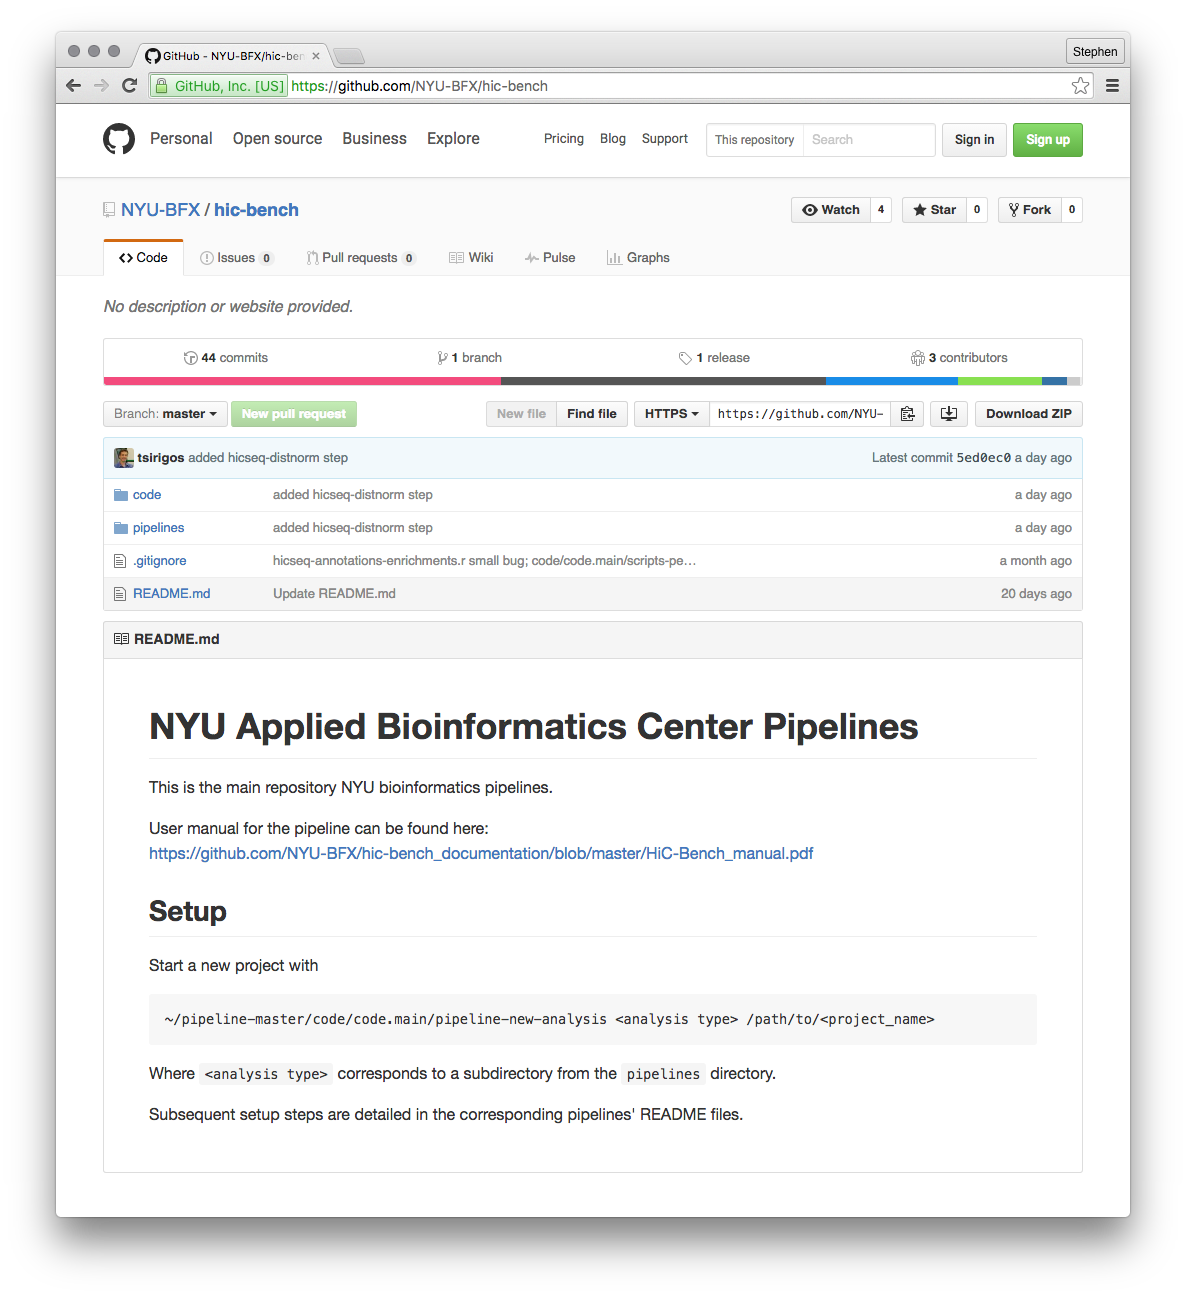 GitHub - NYU-BFX/hic-ben
Stephen
GitHub, Inc. [US] https://github.com/NYU-BFX/hic-bench
Personal Open source Business Explore Pricing Blog Support This repository Search Sign in Sign up
NYU-BFX / hic-bench Watch 4 Star 0 Fork 0
Code Issues 0 Pull requests 0 Wiki Pulse Graphs
No description or website provided.
44 commits 1 branch 1 release 3 contributors
Branch: master New pull request New file Find file HTTPS https://github.com/NYU- Download ZIP
tsirigos added hicseq-distnorm step Latest commit 5ed0ec0 a day ago
code added hicseq-distnorm step a day ago
pipelines added hicseq-distnorm step a day ago
.gitignore hicseq-annotations-enrichments.r small bug; code/code.main/scripts-pe… a month ago
README.md Update README.md 20 days ago
README.md
NYU Applied Bioinformatics Center Pipelines
This is the main repository NYU bioinformatics pipelines.
User manual for the pipeline can be found here:
https://github.com/NYU-BFX/hic-bench_documentation/blob/master/HiC-Bench_manual.pdf
Setup
Start a new project with
~/pipeline-master/code/code.main/pipeline-new-analysis <analysis type> /path/to/<project_name>
Where <analysis type> corresponds to a subdirectory from the pipelines directory.
Subsequent setup steps are detailed in the corresponding pipelines' README files.